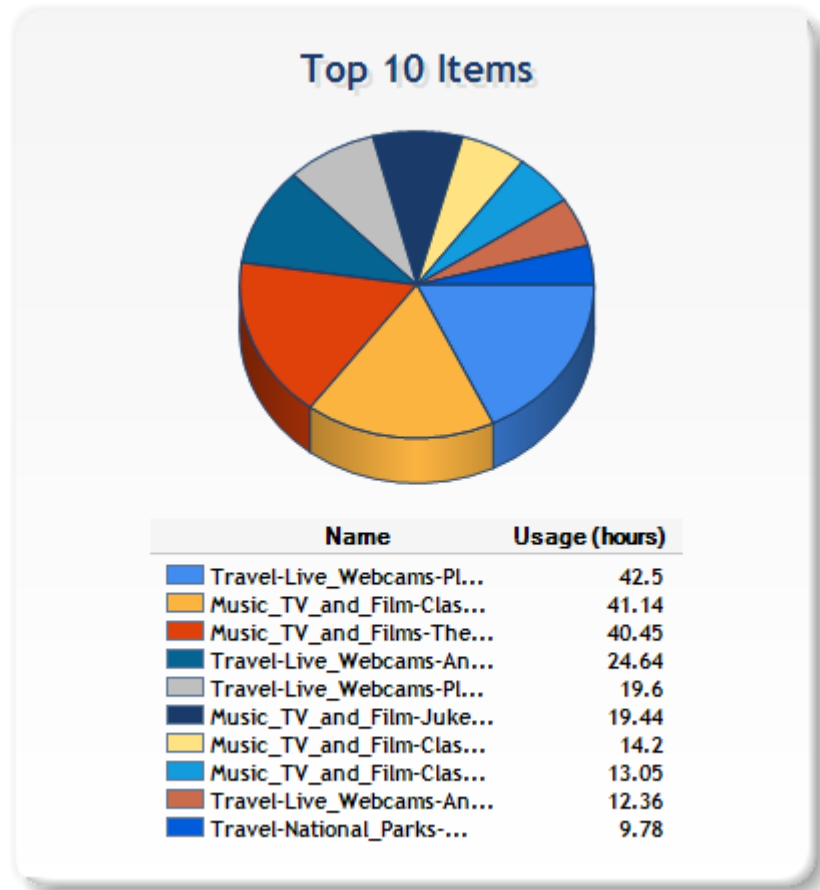 Top 10 Items
Name Usage (hours)
Travel-Live_Webcams-Pl... 42.5
Music_TV_and_Film-Clas... 41.14
Music_TV_and_Films-The... 40.45
Travel-Live_Webcams-An... 24.64
Travel-Live_Webcams-Pl... 19.6
Music_TV_and_Film-Juke... 19.44
Music_TV_and_Film-Clas... 14.2
Music_TV_and_Film-Clas... 13.05
Travel-Live_Webcams-An... 12.36
Travel-National_Parks-... 9.78